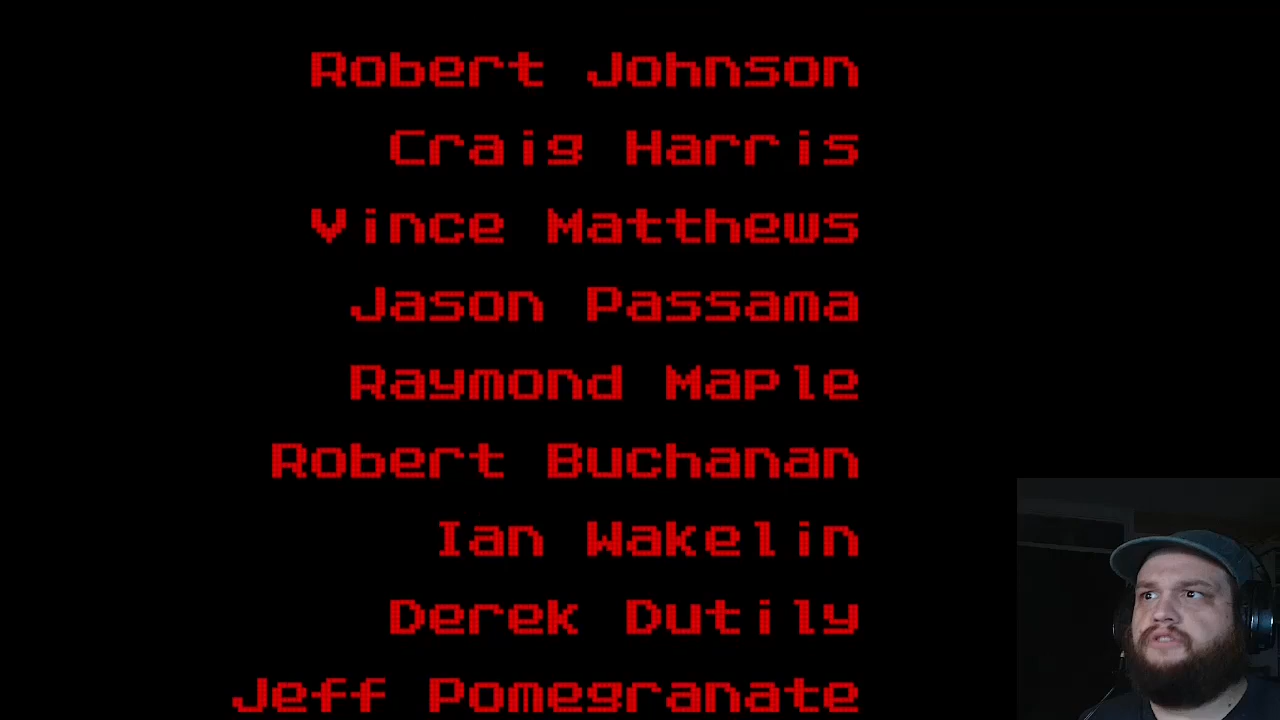 Robert Johnson
Craig Harris
Vince Matthews
Jason Passama
Raymond Maple
Robert Buchanan
Ian Wakelin
Derek Dutily
Jeff Pomegranate